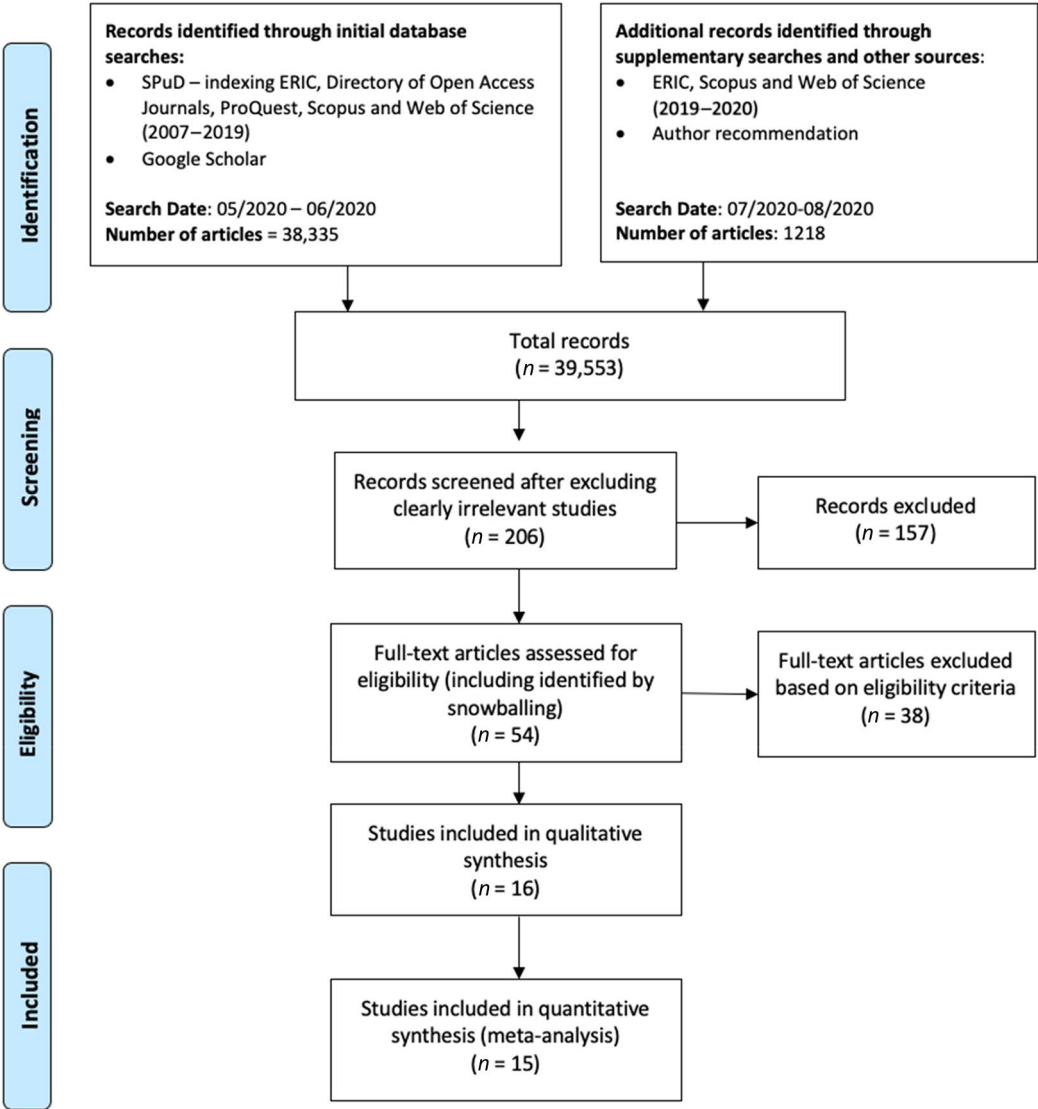 Identification
Records identified through initial database
searches:
• SPuD – indexing ERIC, Directory of Open Access
Journals, ProQuest, Scopus and Web of Science
(2007–2019)
• Google Scholar
Search Date: 05/2020 – 06/2020
Number of articles = 38,335
Additional records identified through
supplementary searches and other sources:
• ERIC, Scopus and Web of Science
(2019–2020)
• Author recommendation
Search Date: 07/2020-08/2020
Number of articles: 1218
Total records
(n = 39,553)
Screening
Records screened after excluding
clearly irrelevant studies
(n = 206)
Records excluded
(n = 157)
Eligibility
Full-text articles assessed for
eligibility (including identified by
snowballing)
(n = 54)
Full-text articles excluded
based on eligibility criteria
(n = 38)
Studies included in qualitative
synthesis
(n = 16)
Included
Studies included in quantitative
synthesis (meta-analysis)
(n = 15)